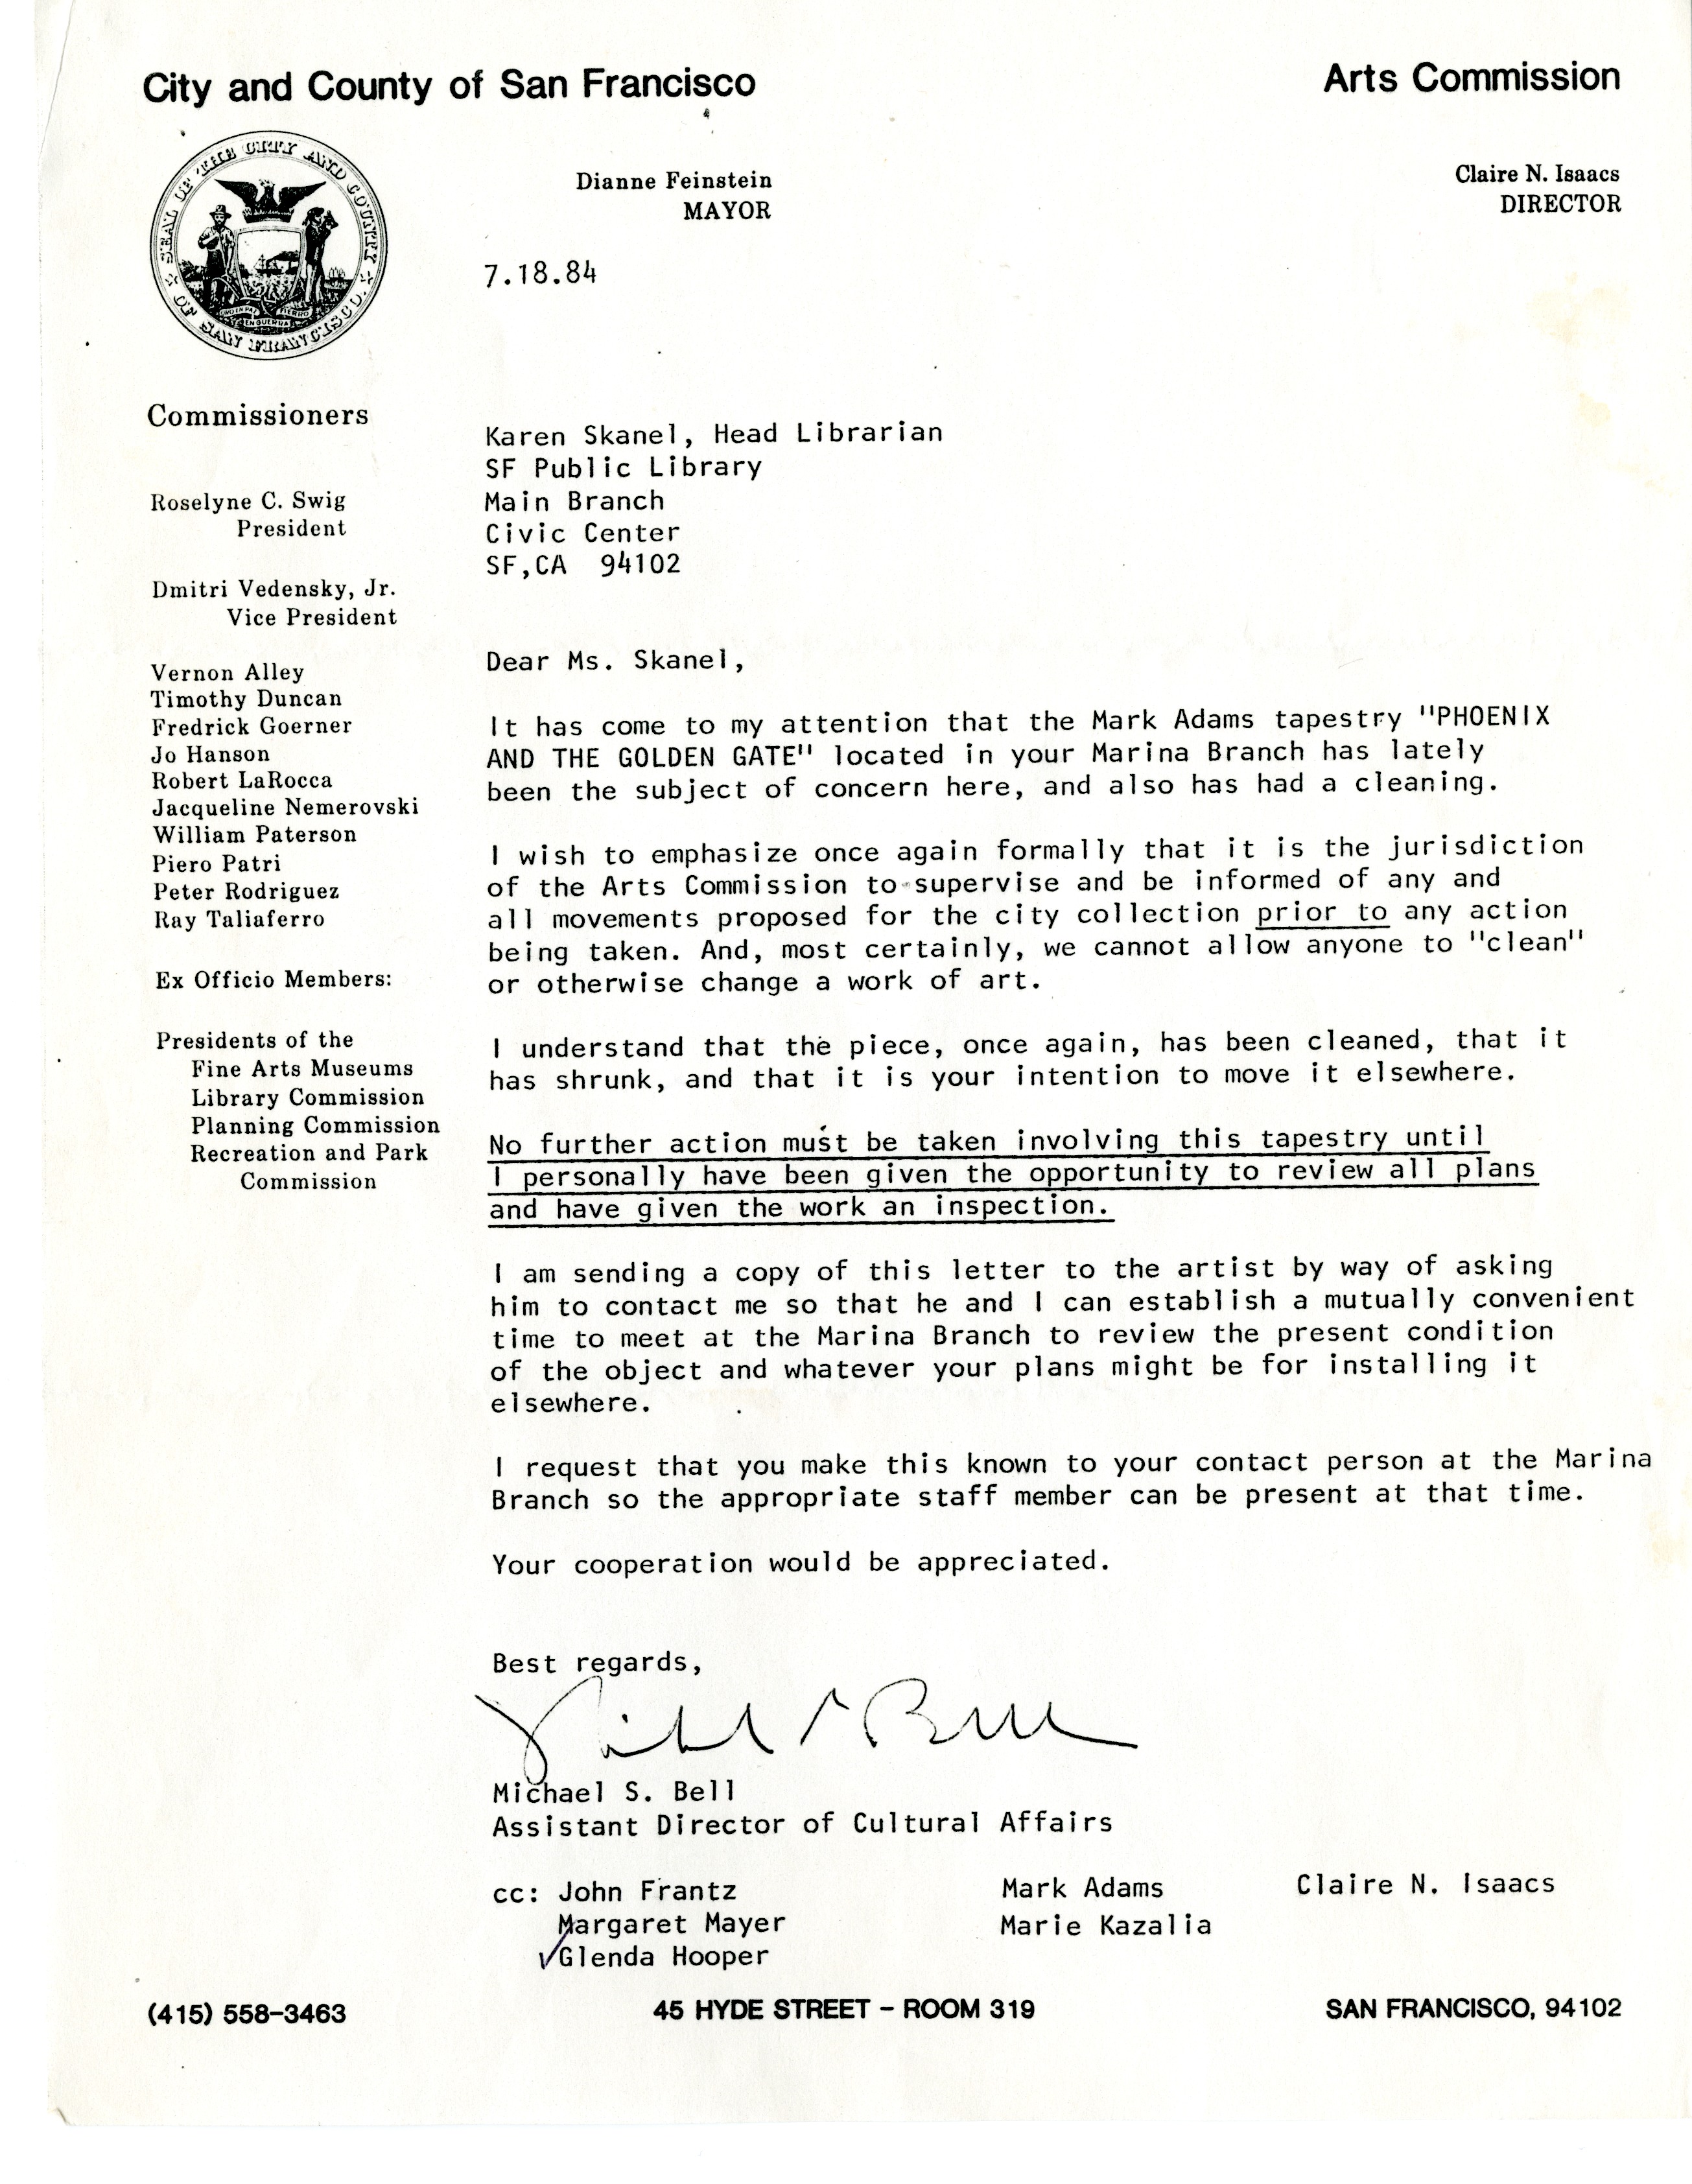 City and County of San Francisco
Arts Commission
SEAL OF THE CITY AND COUNTY OF SAN FRANCISCO
Dianne Feinstein
MAYOR
Claire N. Isaacs
DIRECTOR
7.18.84
Commissioners
Roselyne C. Swig
President
Dmitri Vedensky, Jr.
Vice President
Vernon Alley
Timothy Duncan
Fredrick Goerner
Jo Hanson
Robert LaRocca
Jacqueline Nemerovski
William Paterson
Piero Patri
Peter Rodriguez
Ray Taliaferro
Ex Officio Members:
Presidents of the
Fine Arts Museums
Library Commission
Planning Commission
Recreation and Park
Commission
Karen Skanel, Head Librarian
SF Public Library
Main Branch
Civic Center
SF,CA 94102
Dear Ms. Skanel,
It has come to my attention that the Mark Adams tapestry "PHOENIX
AND THE GOLDEN GATE" located in your Marina Branch has lately
been the subject of concern here, and also has had a cleaning.
I wish to emphasize once again formally that it is the jurisdiction
of the Arts Commission to supervise and be informed of any and
all movements proposed for the city collection prior to any action
being taken. And, most certainly, we cannot allow anyone to "clean"
or otherwise change a work of art.
I understand that the piece, once again, has been cleaned, that it
has shrunk, and that it is your intention to move it elsewhere.
No further action must be taken involving this tapestry until
I personally have been given the opportunity to review all plans
and have given the work an inspection.
I am sending a copy of this letter to the artist by way of asking
him to contact me so that he and I can establish a mutually convenient
time to meet at the Marina Branch to review the present condition
of the object and whatever your plans might be for installing it
elsewhere.
I request that you make this known to your contact person at the Marina
Branch so the appropriate staff member can be present at that time.
Your cooperation would be appreciated.
Best regards,
Michael S. Bell
Michael S. Bell
Assistant Director of Cultural Affairs
cc: John Frantz
Margaret Mayer
✓Glenda Hooper
Mark Adams
Marie Kazalia
Claire N. Isaacs
(415) 558-3463
45 HYDE STREET - ROOM 319
SAN FRANCISCO, 94102